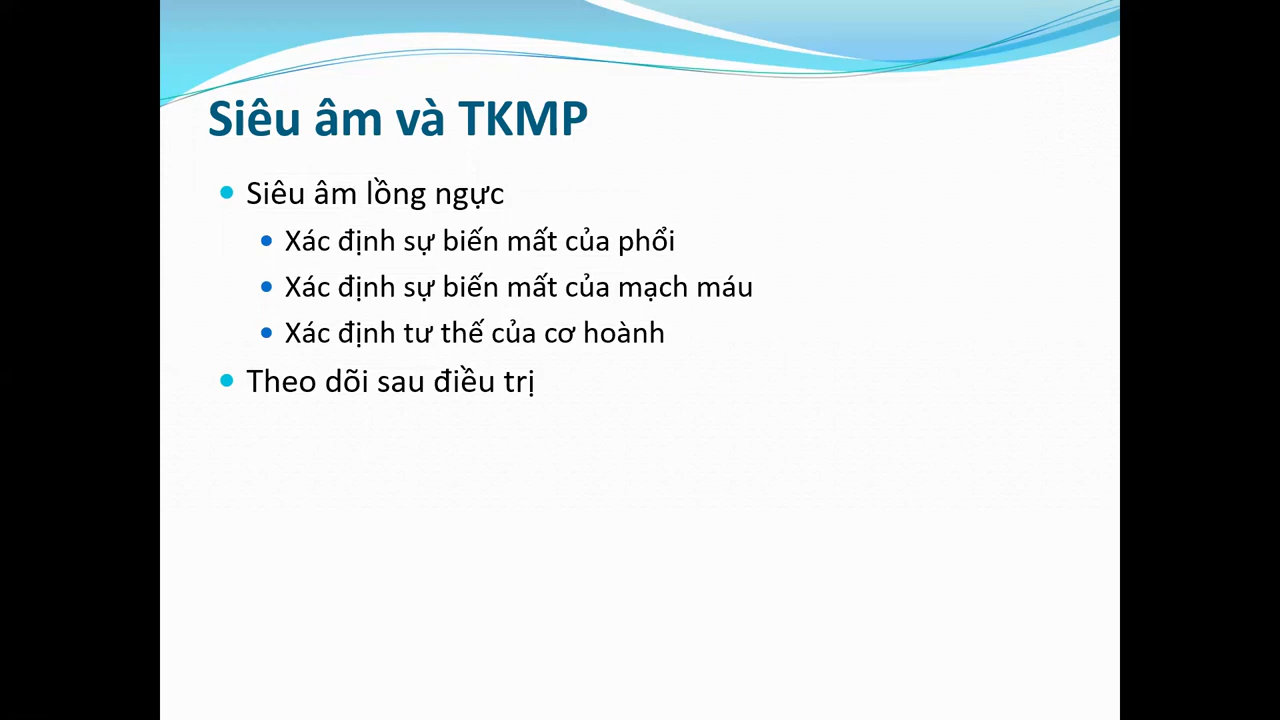 Siêu âm và TKMP
Siêu âm lồng ngực
Xác định sự biến mất của phổi
Xác định sự biến mất của mạch máu
Xác định tư thế của cơ hoành
Theo dõi sau điều trị